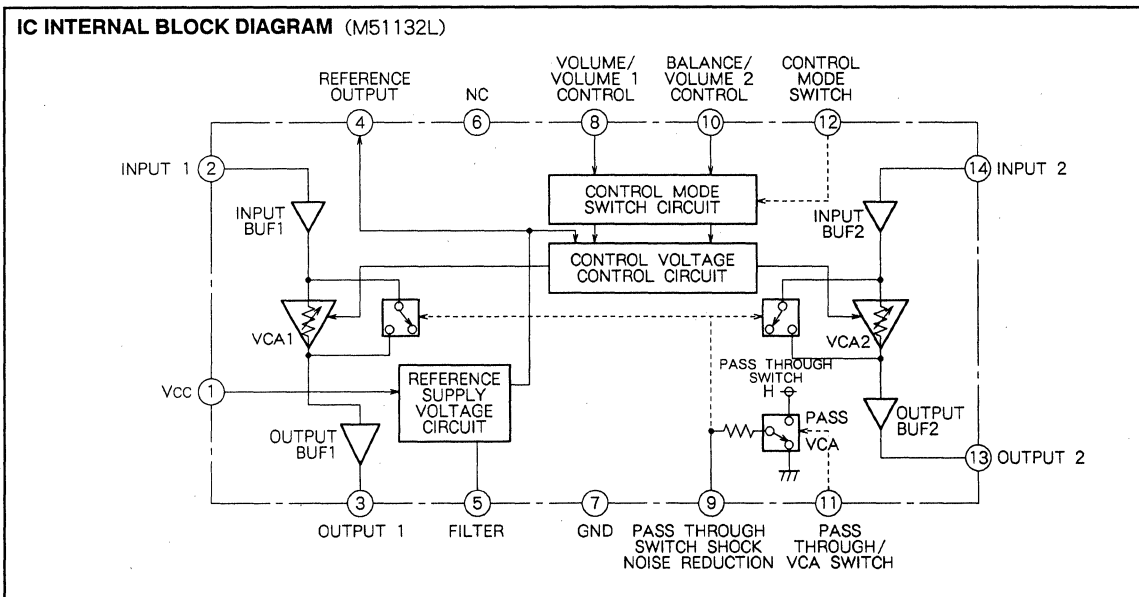 IC INTERNAL BLOCK DIAGRAM (M51132L)
REFERENCE
OUTPUT
NC
VOLUME/
VOLUME 1
CONTROL
BALANCE/
VOLUME 2
CONTROL
CONTROL
MODE
SWITCH
4
6
8
10
12
INPUT 1
2
14
INPUT 2
INPUT
BUF1
CONTROL MODE
SWITCH CIRCUIT
INPUT
BUF2
CONTROL VOLTAGE
CONTROL CIRCUIT
VCA1
VCA2
VCC
1
REFERENCE
SUPPLY
VOLTAGE
CIRCUIT
PASS THROUGH
SWITCH
H
PASS
VCA
OUTPUT
BUF1
OUTPUT
BUF2
13
OUTPUT 2
3
5
7
9
11
OUTPUT 1
FILTER
GND
PASS THROUGH
SWITCH SHOCK
NOISE REDUCTION
PASS
THROUGH/
VCA SWITCH